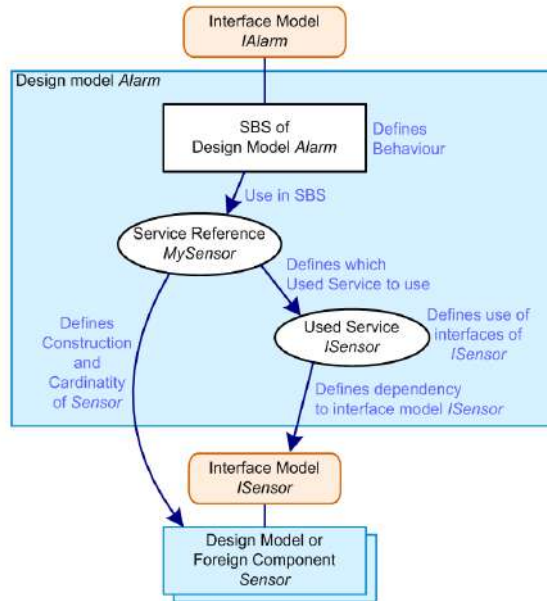 Interface Model
IAlarm
Design model Alarm
SBS of
Design Model Alarm
Defines
Behaviour
Use in SBS
Service Reference
MySensor
Defines which
Used Service to use
Used Service
ISensor
Defines use of
interfaces of
ISensor
Defines
Construction
and
Cardinatity
of Sensor
Defines dependency
to interface model ISensor
Interface Model
ISensor
Design Model or
Foreign Component
Sensor